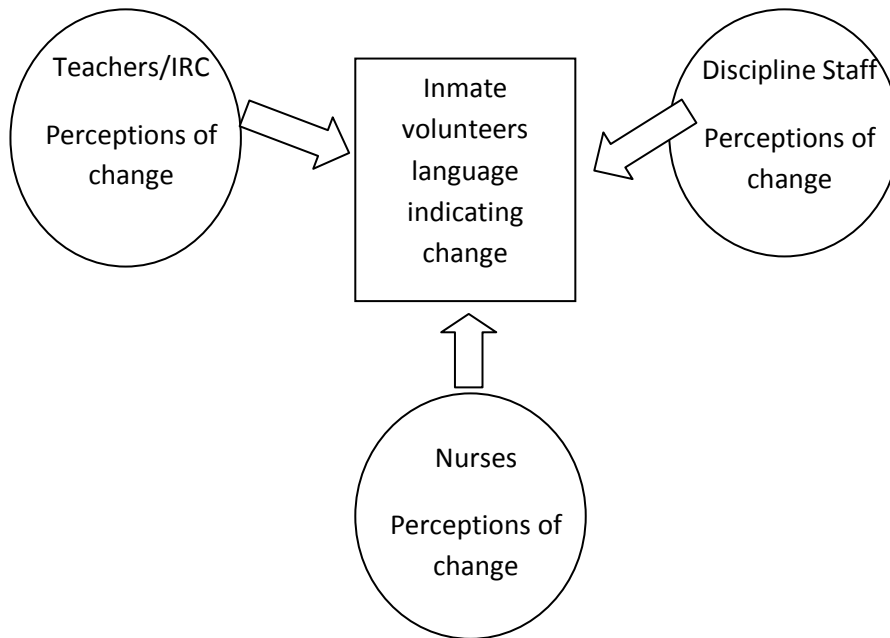 Teachers/IRC
Perceptions of
change
Inmate
volunteers
language
indicating
change
Discipline Staff
Perceptions of
change
Nurses
Perceptions of
change